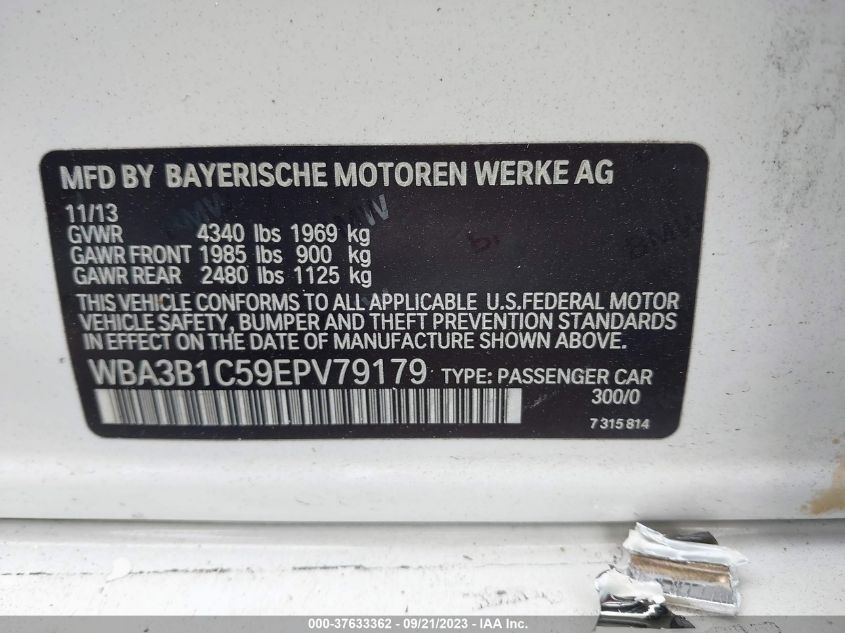 MFD BY BAYERISCHE MOTOREN WERKE AG
11/13
GVWR 4340 lbs 1969 kg
GAWR FRONT 1985 lbs 900 kg
GAWR REAR 2480 lbs 1125 kg
THIS VEHICLE CONFORMS TO ALL APPLICABLE U.S.FEDERAL MOTOR
VEHICLE SAFETY, BUMPER AND THEFT PREVENTION STANDARDS
IN EFFECT ON THE DATE OF MANUFACTURE SHOWN ABOVE.
WBA3B1C59EPV79179 TYPE: PASSENGER CAR
300/0
7 315 814
000-37633362 - 09/21/2023 - IAA Inc.